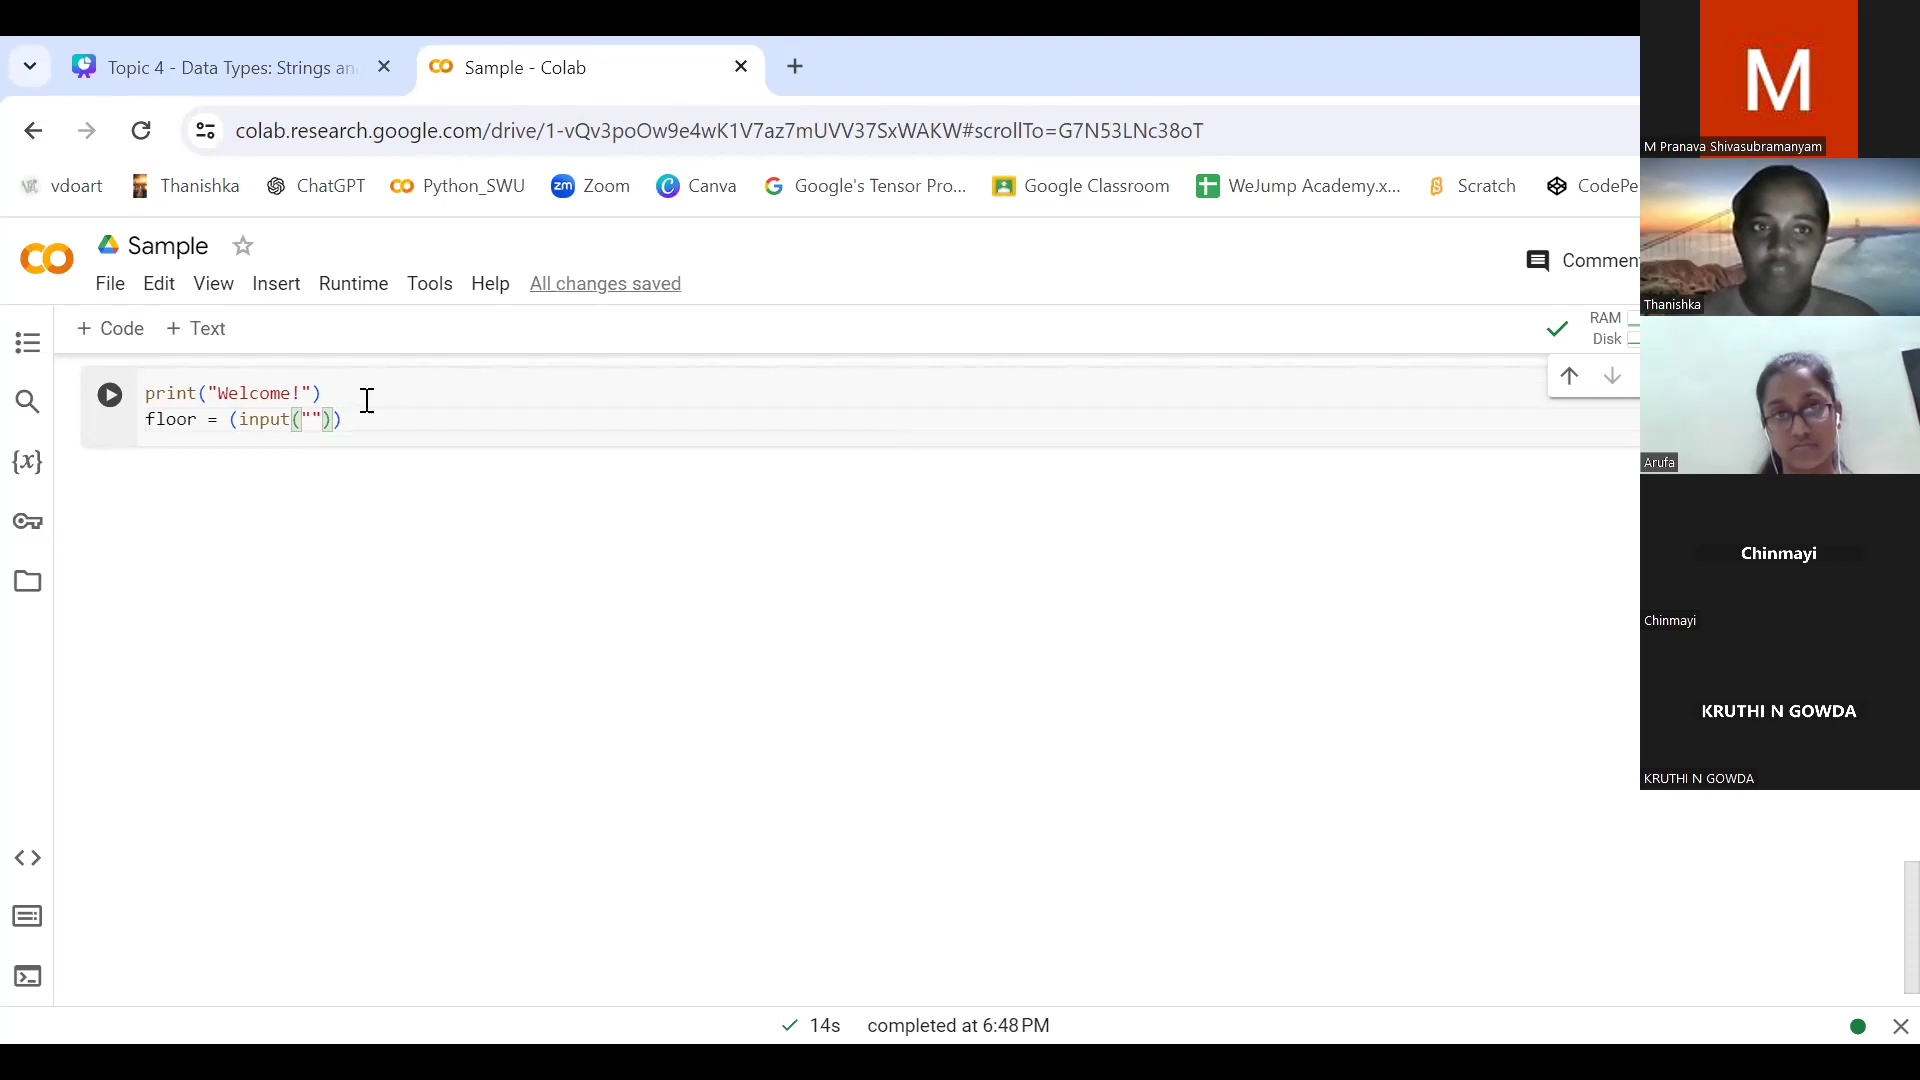 Topic 4 - Data Types: Strings an
Sample - Colab
colab.research.google.com/drive/1-vQv3poOw9e4wK1V7az7mUVV37SxWAKW#scrollTo=G7N53LNc38oT
vdoart
Thanishka
ChatGPT
Python_SWU
zm
Zoom
Canva
Google's Tensor Pro...
Google Classroom
WeJump Academy.x...
Scratch
CodePe
Sample
File
Edit
View
Insert
Runtime
Tools
Help
All changes saved
Commen
+ Code
+ Text
RAM
Disk
print("Welcome!")
floor = (input(""))
{x}
14s
completed at 6:48 PM
M
M Pranava Shivasubramanyam
Thanishka
Arufa
Chinmayi
Chinmayi
KRUTHI N GOWDA
KRUTHI N GOWDA